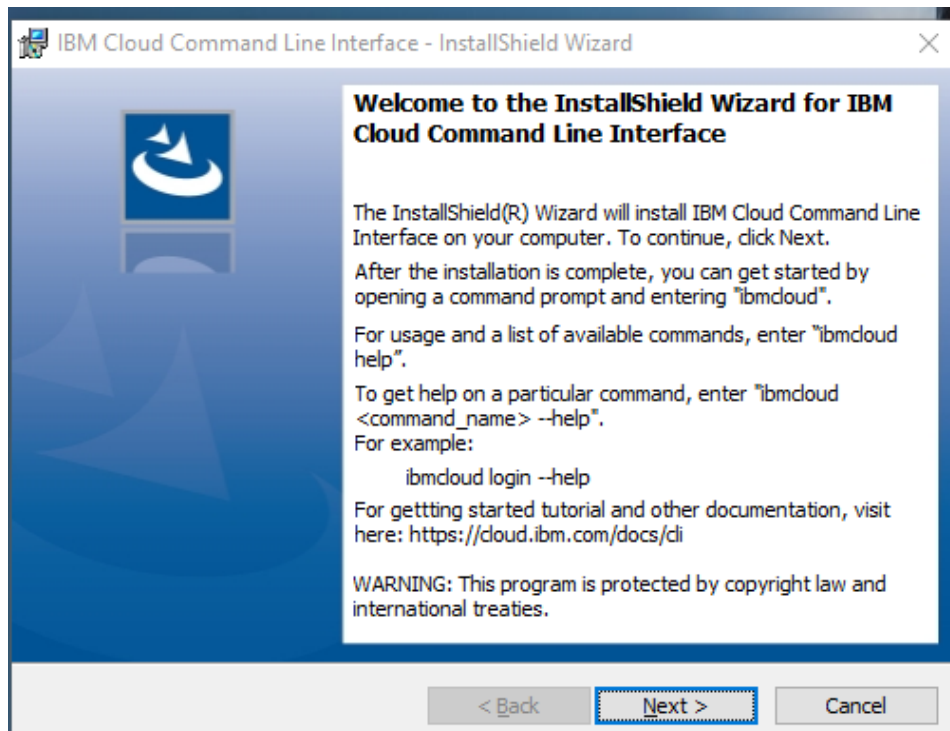 IBM Cloud Command Line Interface - InstallShield Wizard
Welcome to the InstallShield Wizard for IBM
Cloud Command Line Interface
The InstallShield(R) Wizard will install IBM Cloud Command Line
Interface on your computer. To continue, click Next.
After the installation is complete, you can get started by
opening a command prompt and entering "ibmcloud".
For usage and a list of available commands, enter “ibmcloud
help”.
To get help on a particular command, enter "ibmcloud
<command_name> --help".
For example:
ibmcloud login --help
For gettting started tutorial and other documentation, visit
here: https://cloud.ibm.com/docs/cli
WARNING: This program is protected by copyright law and
international treaties.
< Back Next > Cancel